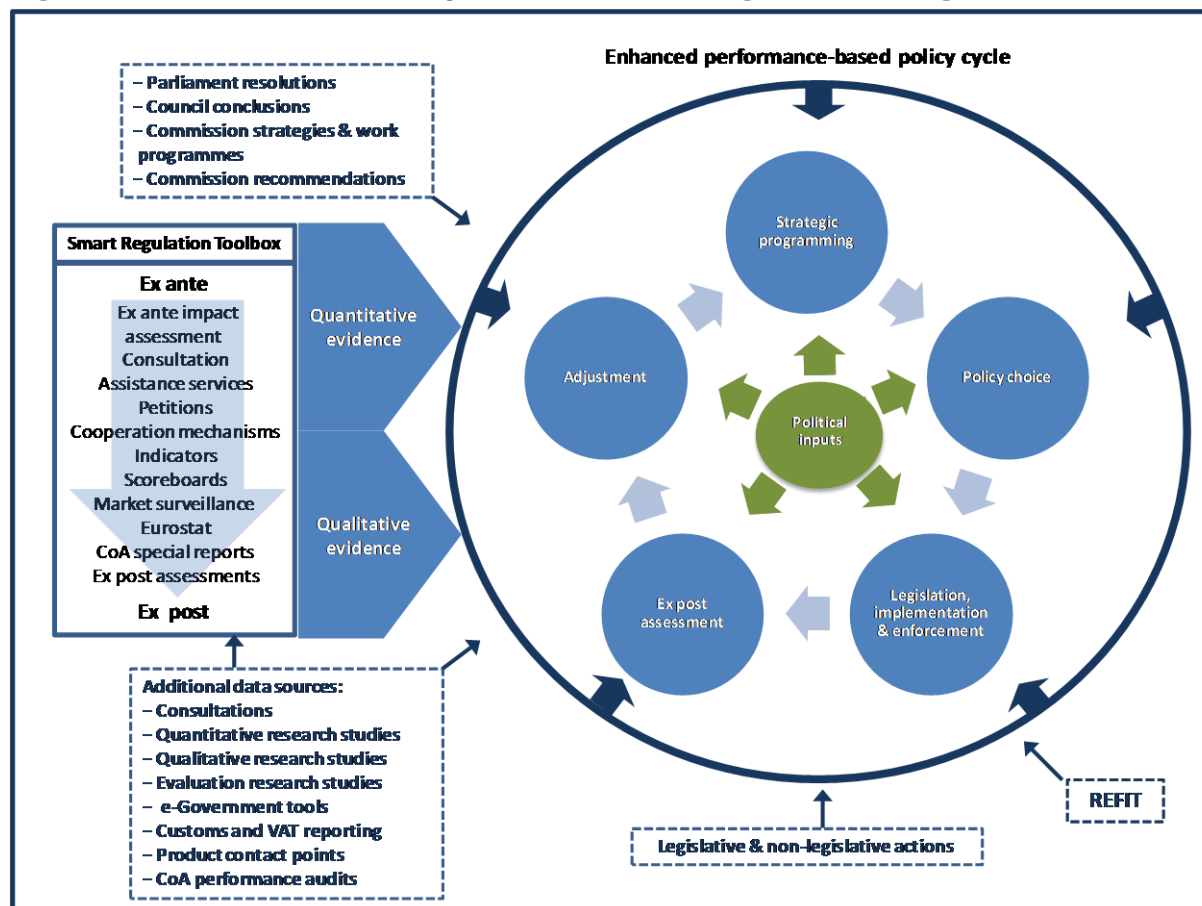 Enhanced performance-based policy cycle
– Parliament resolutions
– Council conclusions
– Commission strategies & work
programmes
– Commission recommendations
Smart Regulation Toolbox
Ex ante
Ex ante impact
assessment
Consultation
Assistance services
Petitions
Cooperation mechanisms
Indicators
Scoreboards
Market surveillance
Eurostat
CoA special reports
Ex post assessments
Ex post
Quantitative
evidence
Qualitative
evidence
Strategic
programming
Policy choice
Legislation,
implementation
& enforcement
Ex post
assessment
Adjustment
Political
inputs
Additional data sources:
– Consultations
– Quantitative research studies
– Qualitative research studies
– Evaluation research studies
– e-Government tools
– Customs and VAT reporting
– Product contact points
– CoA performance audits
Legislative & non-legislative actions
REFIT